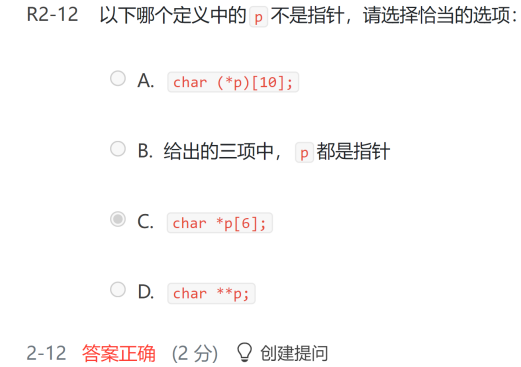 R2-12 以下哪个定义中的 p 不是指针，请选择恰当的选项：
A. char (*p)[10];
B. 给出的三项中， p 都是指针
C. char *p[6];
D. char **p;
2-12 答案正确 (2 分) 创建提问